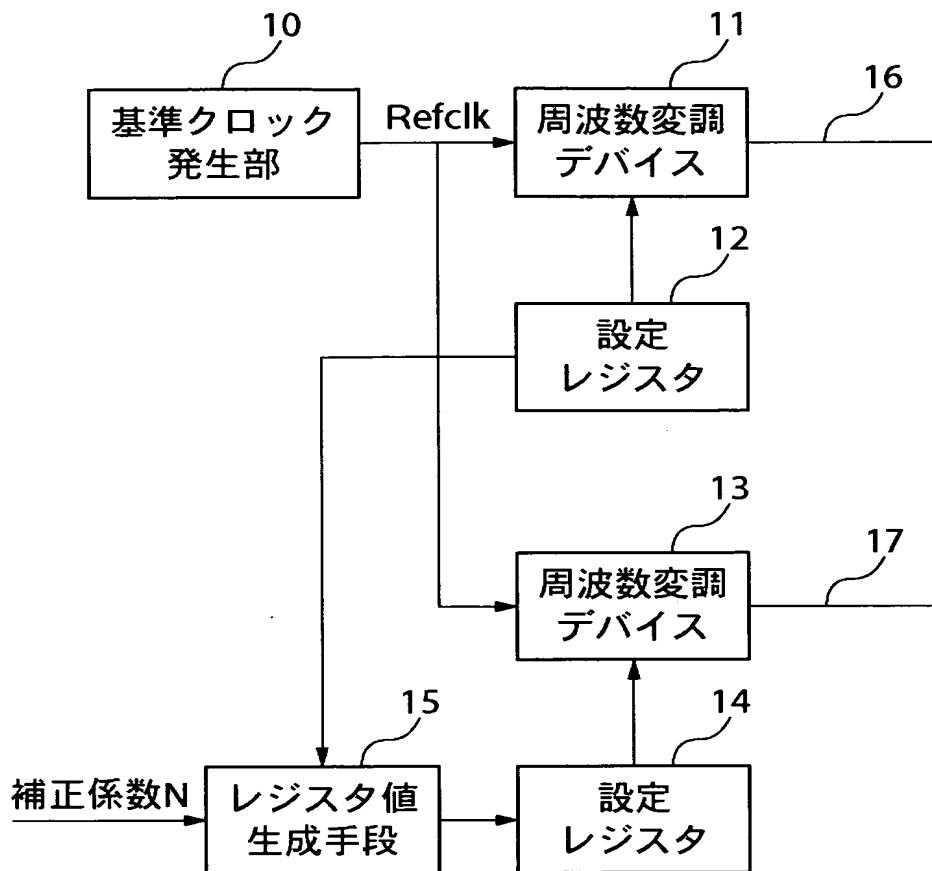 10
基準クロック
発生部
Refclk
11
周波数変調
デバイス
16
12
設定
レジスタ
13
周波数変調
デバイス
17
補正係数N
15
レジスタ値
生成手段
14
設定
レジスタ